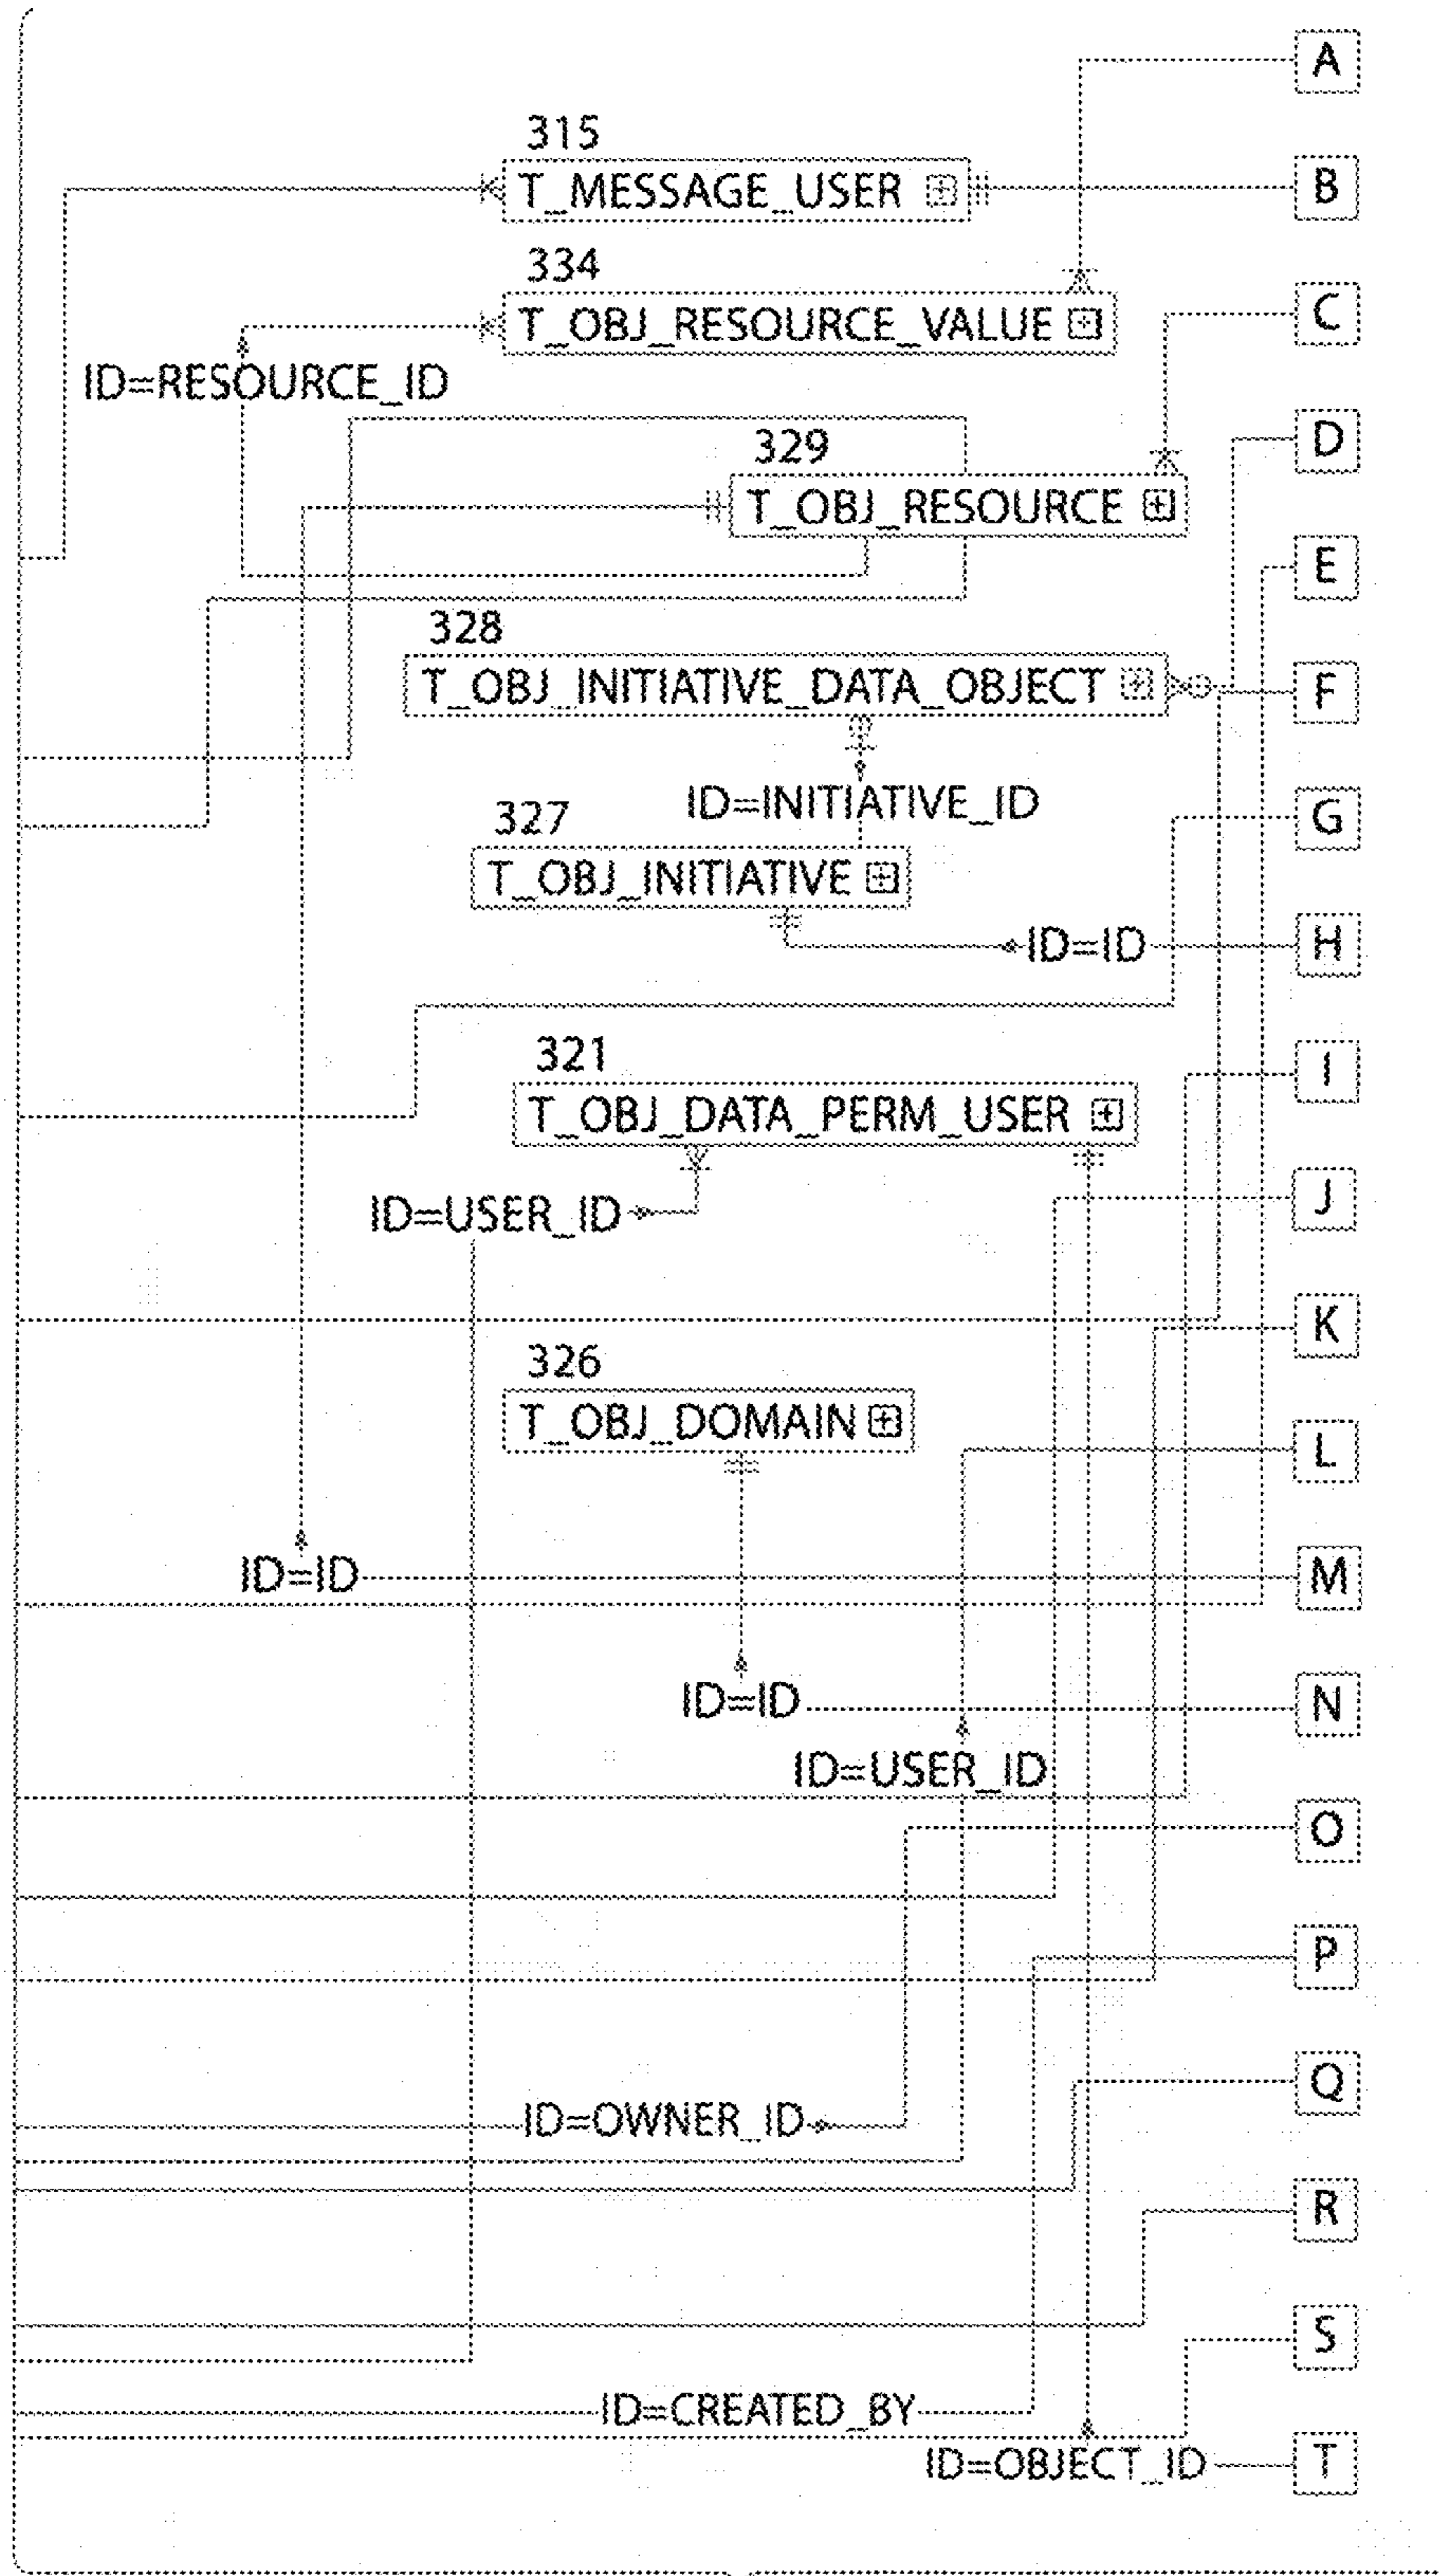 A
315
T_MESSAGE_USER
B
334
T_OBJ_RESOURCE_VALUE
C
ID=RESOURCE_ID
329
D
T_OBJ_RESOURCE
E
328
T_OBJ_INITIATIVE_DATA_OBJECT
F
ID=INITIATIVE_ID
327
G
T_OBJ_INITIATIVE
ID=ID
H
321
I
T_OBJ_DATA_PERM_USER
J
ID=USER_ID
K
326
T_OBJ_DOMAIN
L
ID=ID
M
ID=ID
N
ID=USER_ID
O
P
Q
ID=OWNER_ID
R
S
ID=CREATED_BY
ID=OBJECT_ID
T